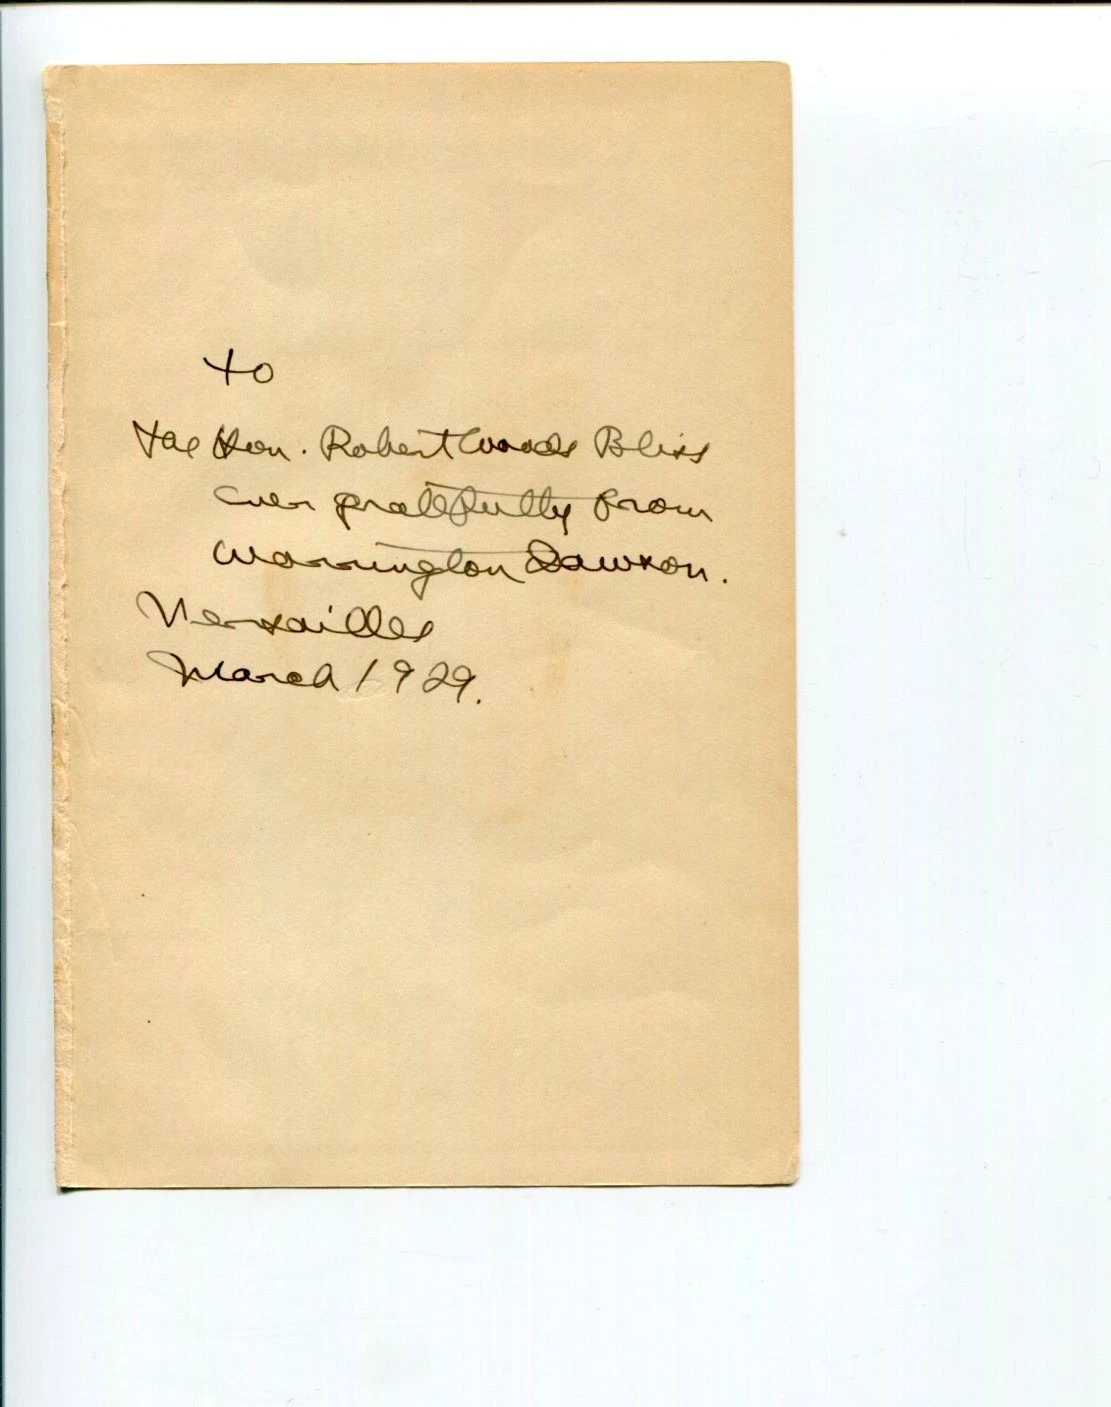 To
The Hon. Robert Woods Bliss
ever gratefully from
Warrington Dawson.
Versailles
March 1929.